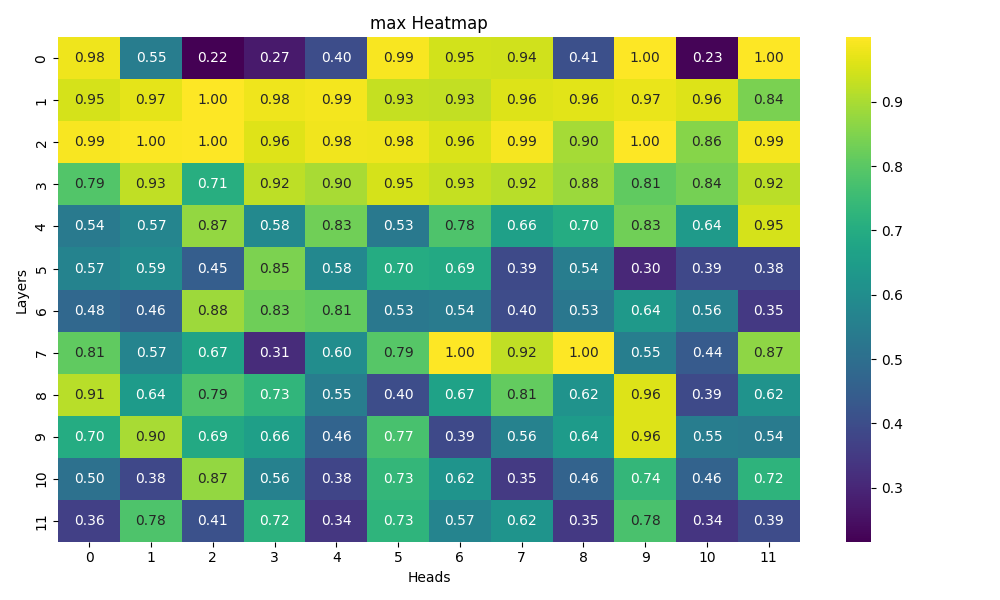 max Heatmap
0 0.98 0.55 0.22 0.27 0.40 0.99 0.95 0.94 0.41 1.00 0.23 1.00
1 0.95 0.97 1.00 0.98 0.99 0.93 0.93 0.96 0.96 0.97 0.96 0.84
2 0.99 1.00 1.00 0.96 0.98 0.98 0.96 0.99 0.90 1.00 0.86 0.99
3 0.79 0.93 0.71 0.92 0.90 0.95 0.93 0.92 0.88 0.81 0.84 0.92
4 0.54 0.57 0.87 0.58 0.83 0.53 0.78 0.66 0.70 0.83 0.64 0.95
5 0.57 0.59 0.45 0.85 0.58 0.70 0.69 0.39 0.54 0.30 0.39 0.38
6 0.48 0.46 0.88 0.83 0.81 0.53 0.54 0.40 0.53 0.64 0.56 0.35
7 0.81 0.57 0.67 0.31 0.60 0.79 1.00 0.92 1.00 0.55 0.44 0.87
8 0.91 0.64 0.79 0.73 0.55 0.40 0.67 0.81 0.62 0.96 0.39 0.62
9 0.70 0.90 0.69 0.66 0.46 0.77 0.39 0.56 0.64 0.96 0.55 0.54
10 0.50 0.38 0.87 0.56 0.38 0.73 0.62 0.35 0.46 0.74 0.46 0.72
11 0.36 0.78 0.41 0.72 0.34 0.73 0.57 0.62 0.35 0.78 0.34 0.39
0 1 2 3 4 5 6 7 8 9 10 11
Heads
Layers
0.9
0.8
0.7
0.6
0.5
0.4
0.3